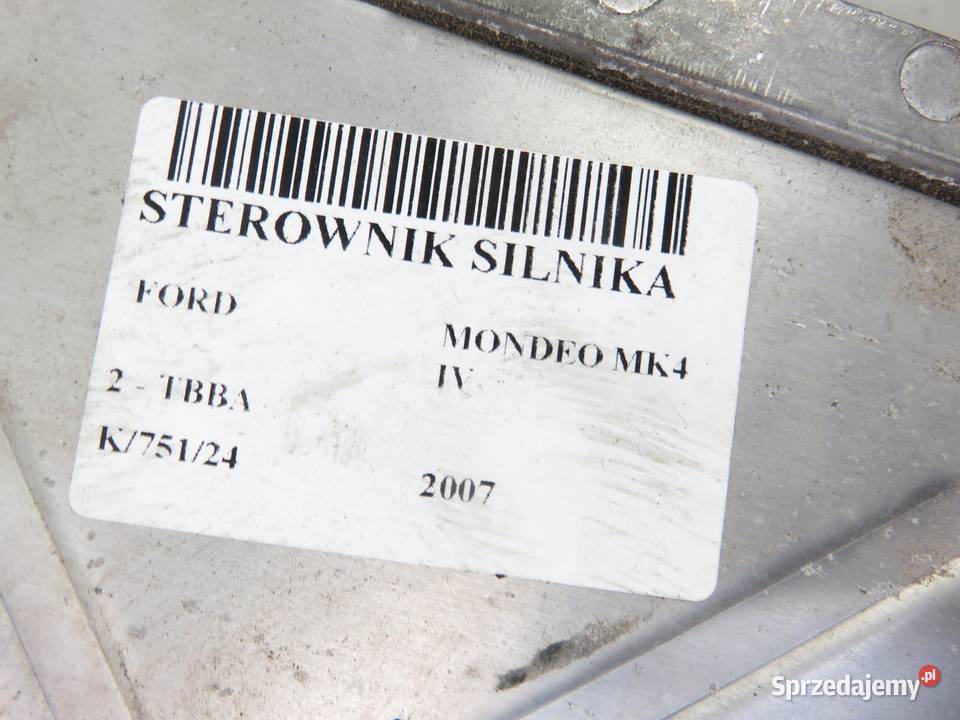 STEROWNIK SILNIKA
FORD
MONDEO MK4
IV
2 - TBBA
K/751/24
2007
Sprzedajemy.pl